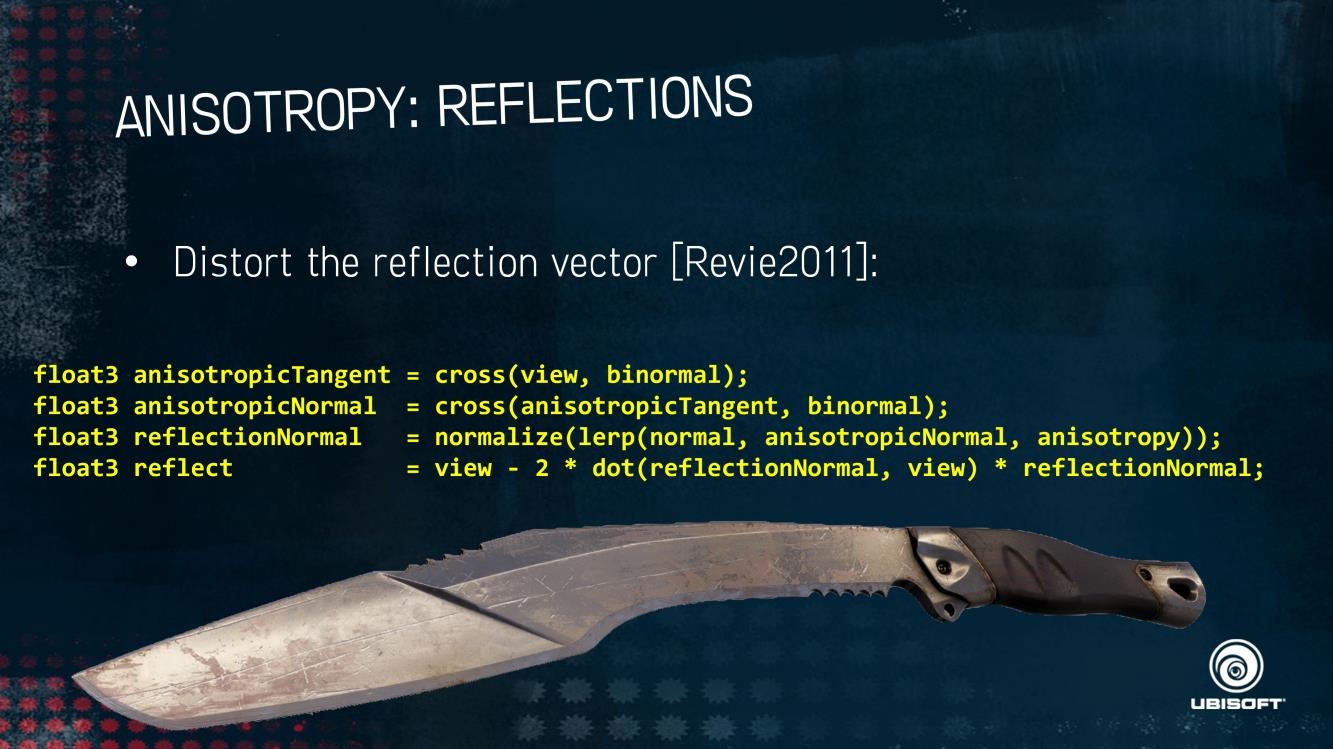 ANISOTROPY: REFLECTIONS
• Distort the reflection vector [Revie2011]:
float3 anisotropicTangent = cross(view, binormal);
float3 anisotropicNormal  = cross(anisotropicTangent, binormal);
float3 reflectionNormal   = normalize(lerp(normal, anisotropicNormal, anisotropy));
float3 reflect            = view - 2 * dot(reflectionNormal, view) * reflectionNormal;
UBISOFT